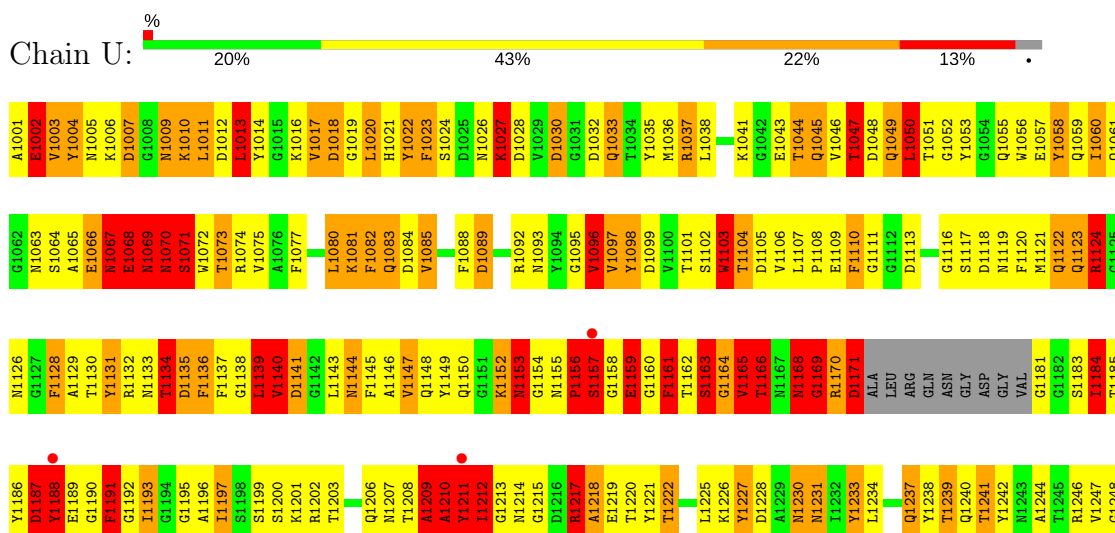 Chain U: % 20% 43% 22% 13% •
A1001 E1002 V1003 Y1004 N1005 K1006 D1007 G1008 N1009 K1010 L1011 D1012 L1013 Y1014 G1015 K1016 V1017 D1018 G1019 L1020 H1021 Y1022 F1023 S1024 D1025 N1026 K1027 D1028 V1029 D1030 G1031 D1032 Q1033 T1034 Y1035 M1036 R1037 L1038 K1041 G1042 E1043 T1044 Q1045 V1046 T1047 D1048 Q1049 L1050 T1051 G1052 Y1053 G1054 Q1055 W1056 E1057 Y1058 Q1059 I1060 Q1061
G1062 N1063 S1064 A1065 E1066 N1067 E1068 N1069 N1070 S1071 W1072 T1073 R1074 V1075 A1076 F1077 L1080 K1081 F1082 Q1083 D1084 V1085 F1088 D1089 R1092 N1093 Y1094 G1095 V1096 V1097 Y1098 D1099 V1100 T1101 S1102 W1103 T1104 D1105 V1106 L1107 P1108 E1109 F1110 G1111 G1112 D1113 G1116 S1117 D1118 N1119 F1120 M1121 Q1122 Q1123 R1124 G1125
N1126 G1127 F1128 A1129 T1130 Y1131 R1132 N1133 T1134 D1135 F1136 F1137 G1138 L1139 V1140 D1141 G1142 L1143 N1144 F1145 A1146 V1147 Q1148 Y1149 Q1150 G1151 K1152 N1153 G1154 N1155 P1156 S1157 G1158 E1159 G1160 F1161 T1162 S1163 G1164 V1165 T1166 N1167 N1168 G1169 R1170 D1171 ALA LEU ARG GLN ASN GLY ASP GLY VAL G1181 G1182 S1183 I1184 T1185
Y1186 D1187 Y1188 E1189 G1190 F1191 G1192 I1193 G1194 G1195 A1196 I1197 S1198 S1199 S1200 K1201 R1202 T1203 Q1206 N1207 T1208 A1209 A1210 Y1211 I1212 G1213 N1214 G1215 D1216 R1217 A1218 E1219 T1220 Y1221 T1222 L1225 K1226 Y1227 D1228 A1229 N1230 N1231 I1232 Y1233 L1234 Q1237 Y1238 T1239 Q1240 T1241 Y1242 N1243 A1244 T1245 R1246 V1247 G1248